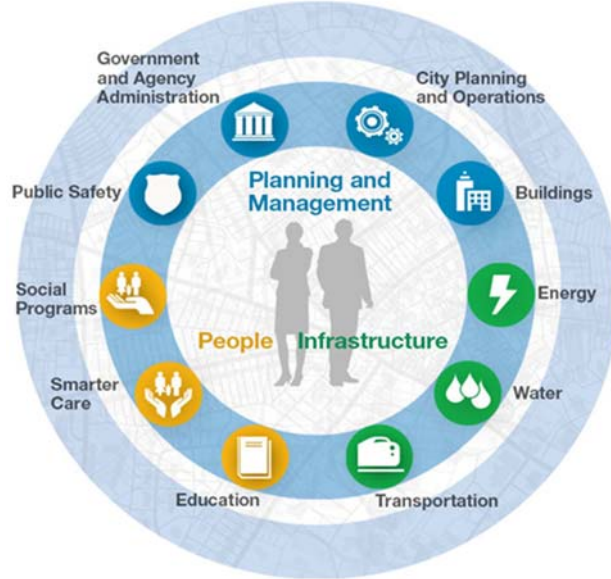 Government
and Agency
Administration
City Planning
and Operations
Public Safety
Planning and
Management
Buildings
Social
Programs
Energy
People
Infrastructure
Smarter
Care
Water
Education
Transportation